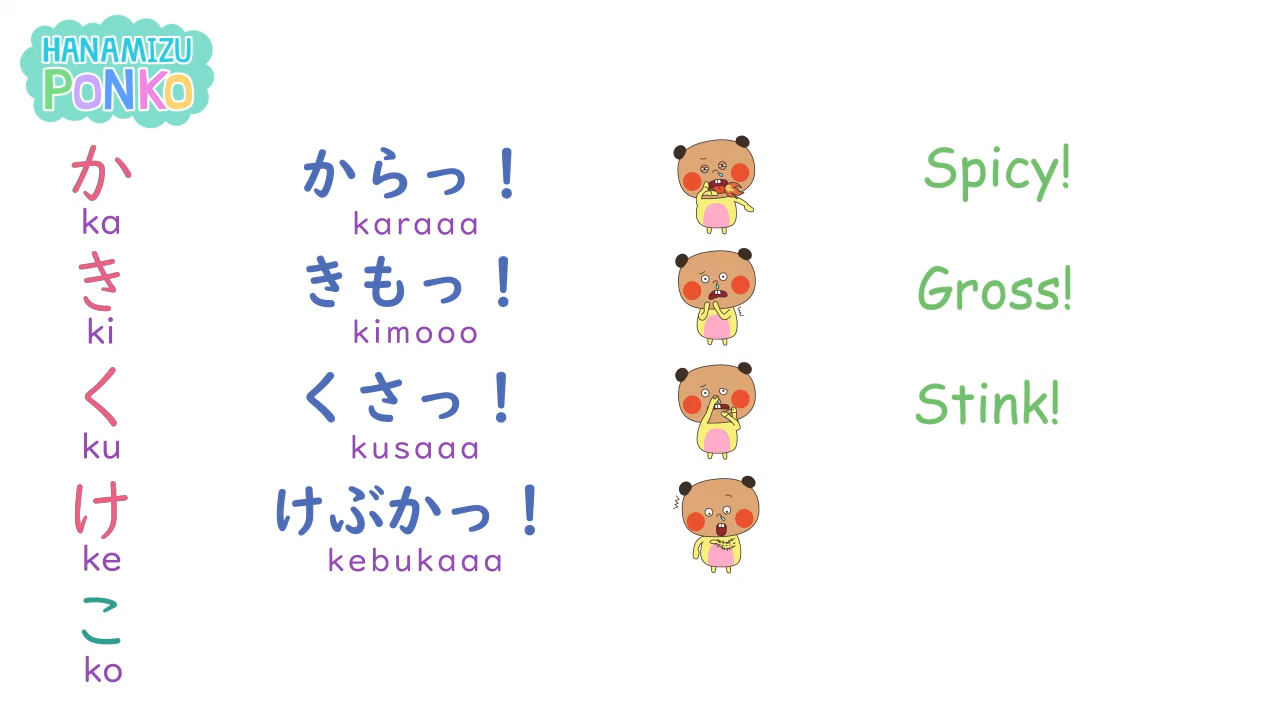 HANAMIZU
PONKO
か からっ！ Spicy!
ka karaaa
き きもっ！ Gross!
ki kimooo
く くさっ！ Stink!
ku kusaaa
け けぶかっ！
ke kebukaaa
こ
ko